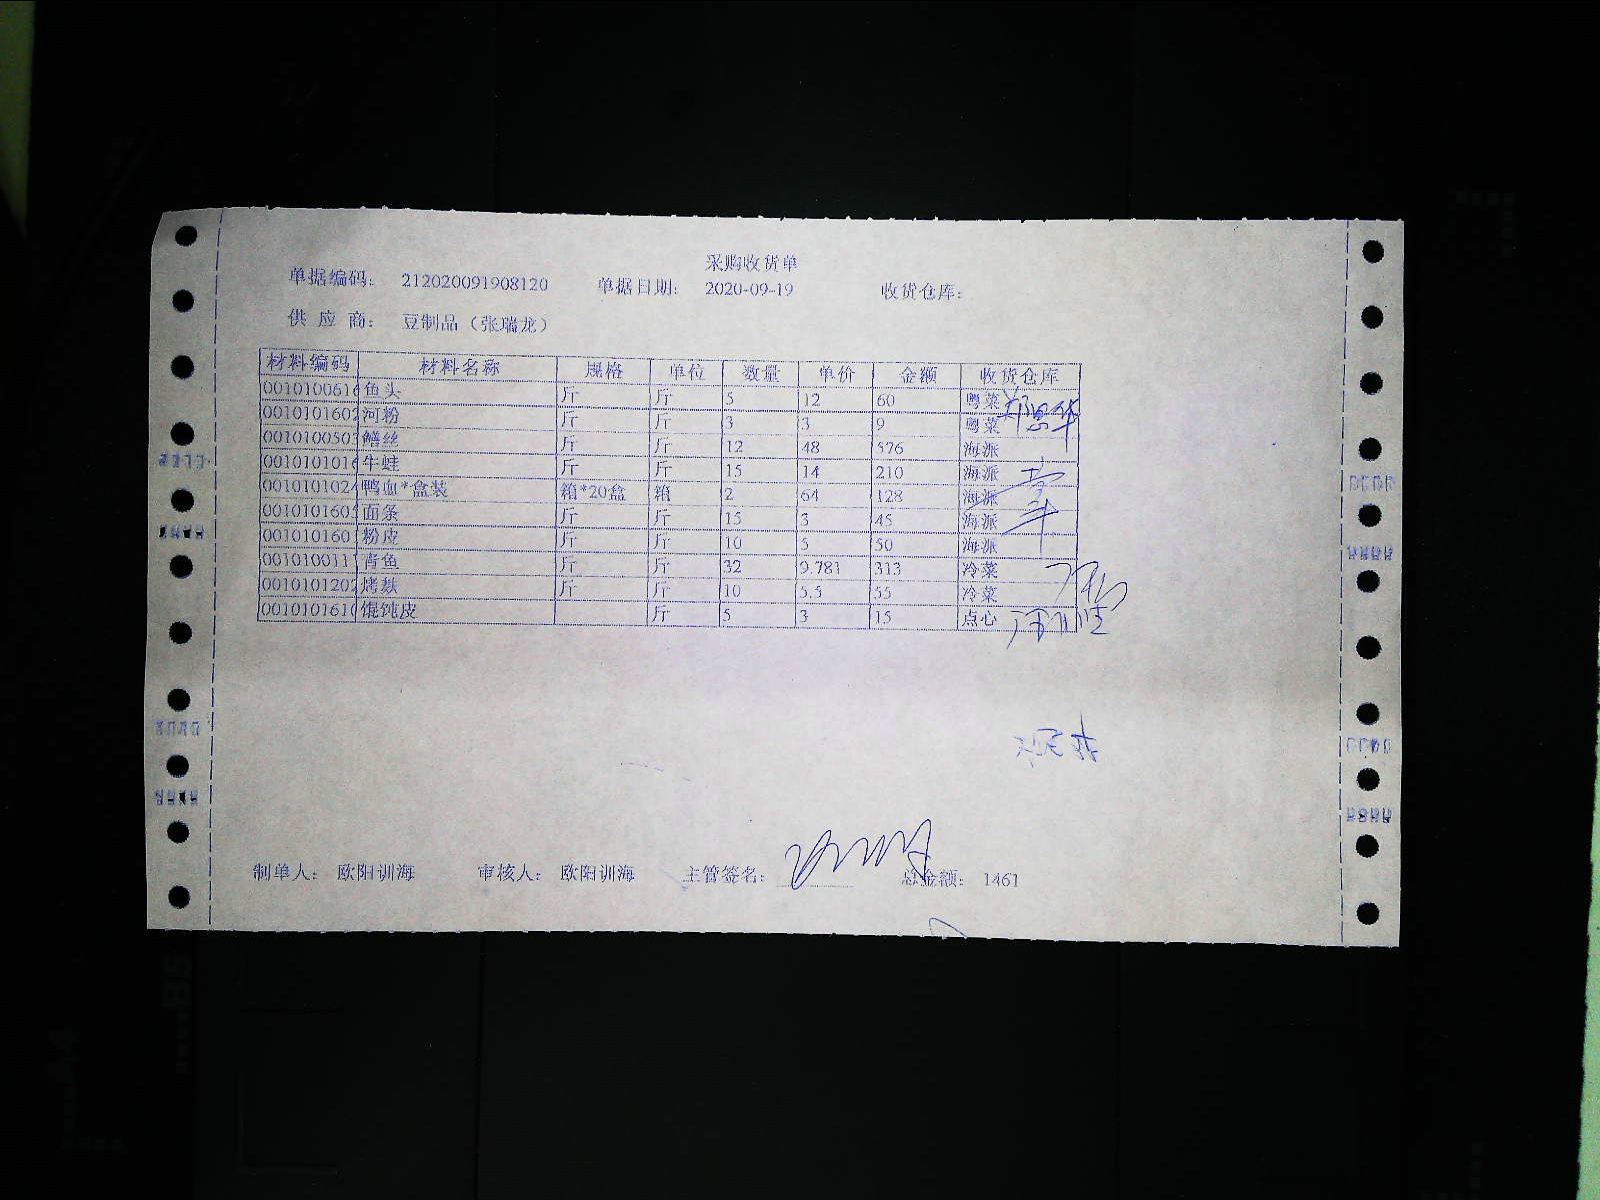 采购收货单
单据编码： 212020091908120 单据日期： 2020-09-19 收货仓库：
供 应 商： 豆制品（张瑞龙）
材料编码 材料名称 规格 单位 数量 单价 金额 收货仓库
0010100616 鱼头 斤 斤 5 12 60 粤菜
0010101602 河粉 斤 斤 3 3 9 粤菜
0010100503 鳝丝 斤 斤 12 48 576 海派
0010101016 牛蛙 斤 斤 15 14 210 海派
001010102 鸭血*盒装 箱*20盒 箱 2 64 128 海派
001010160 面条 斤 斤 15 3 45 海派
001010160 粉皮 斤 斤 10 5 50 海派
001010011 青鱼 斤 斤 32 9.781 313 冷菜
001010120 烤麸 斤 斤 10 5.5 55 冷菜
001010161 馄饨皮 斤 5 3 15 点心
制单人： 欧阳训海 审核人： 欧阳训海 主管签名： 总金额： 1461